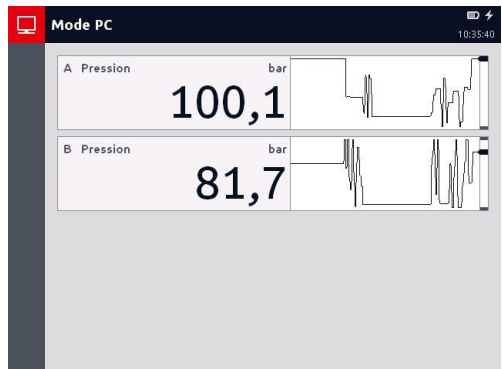 Mode PC
10:35:40
A Pression bar
100,1
B Pression bar
81,7